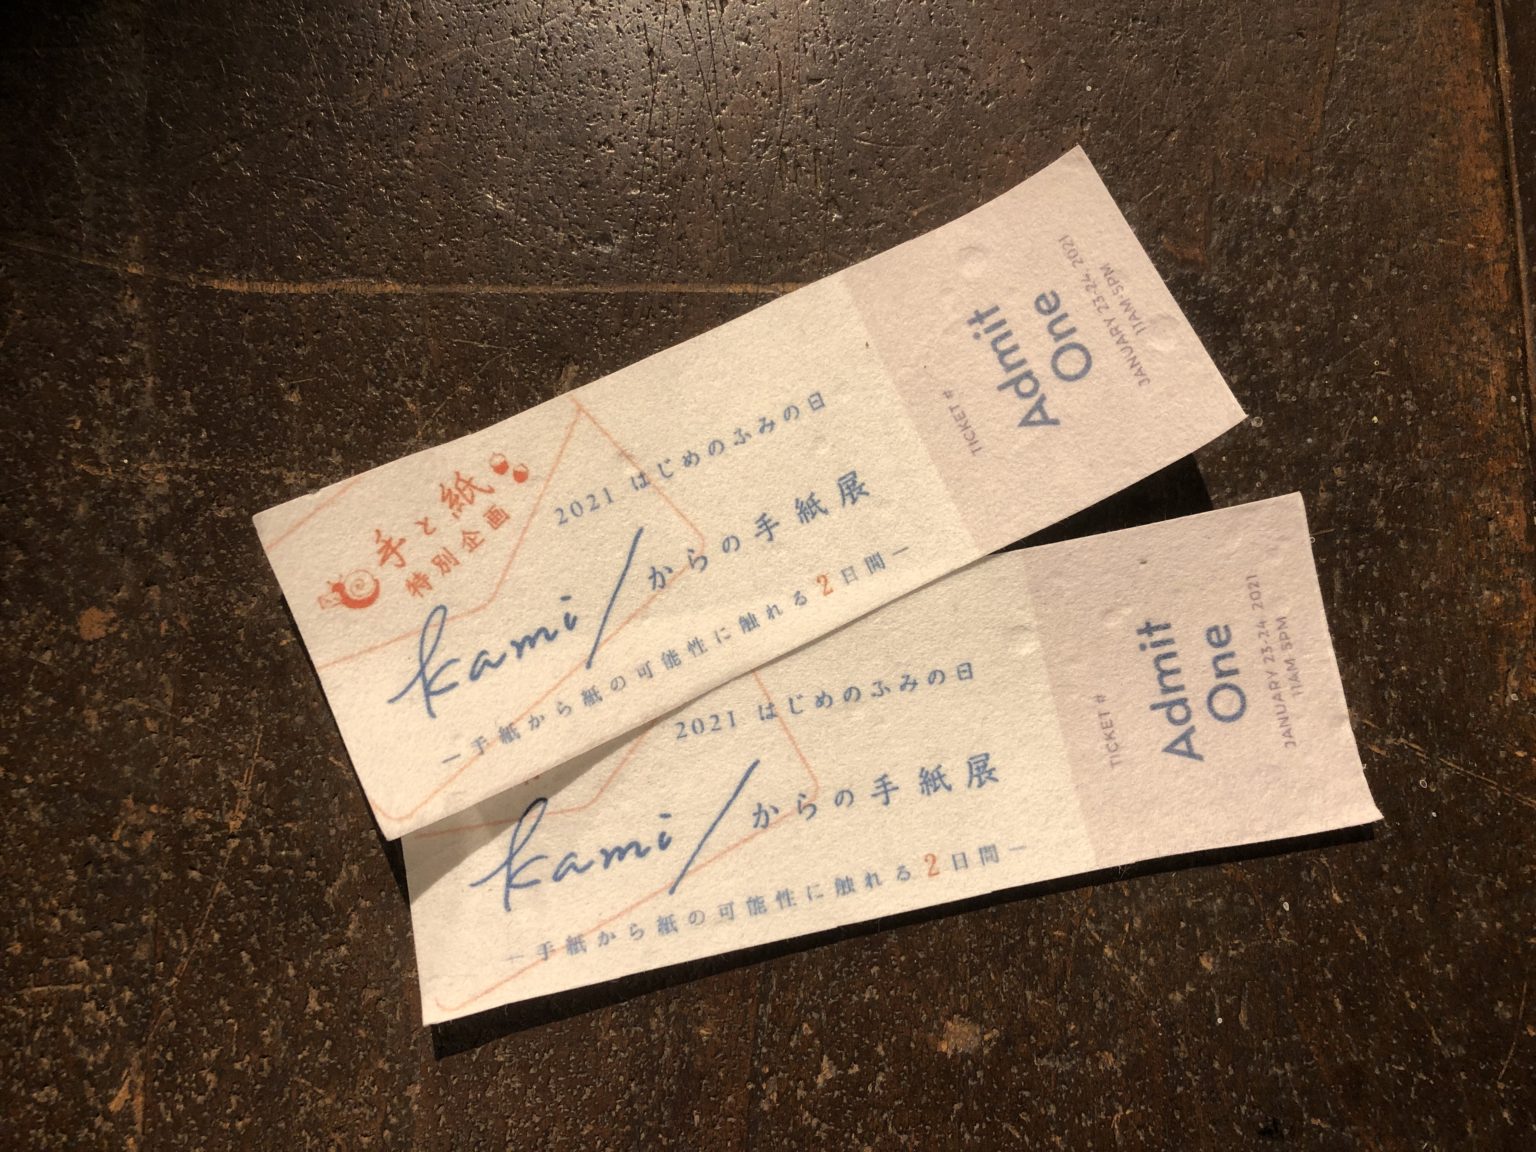 手と紙
特別企画
2021 はじめのふみの日
kami/からの手紙展
－手紙から紙の可能性に触れる2日間－
TICKET #
Admit
One
JANUARY 23-24, 2021
11AM-5PM
2021 はじめのふみの日
kami/からの手紙展
－手紙から紙の可能性に触れる2日間－
TICKET #
Admit
One
JANUARY 23-24, 2021
11AM-5PM